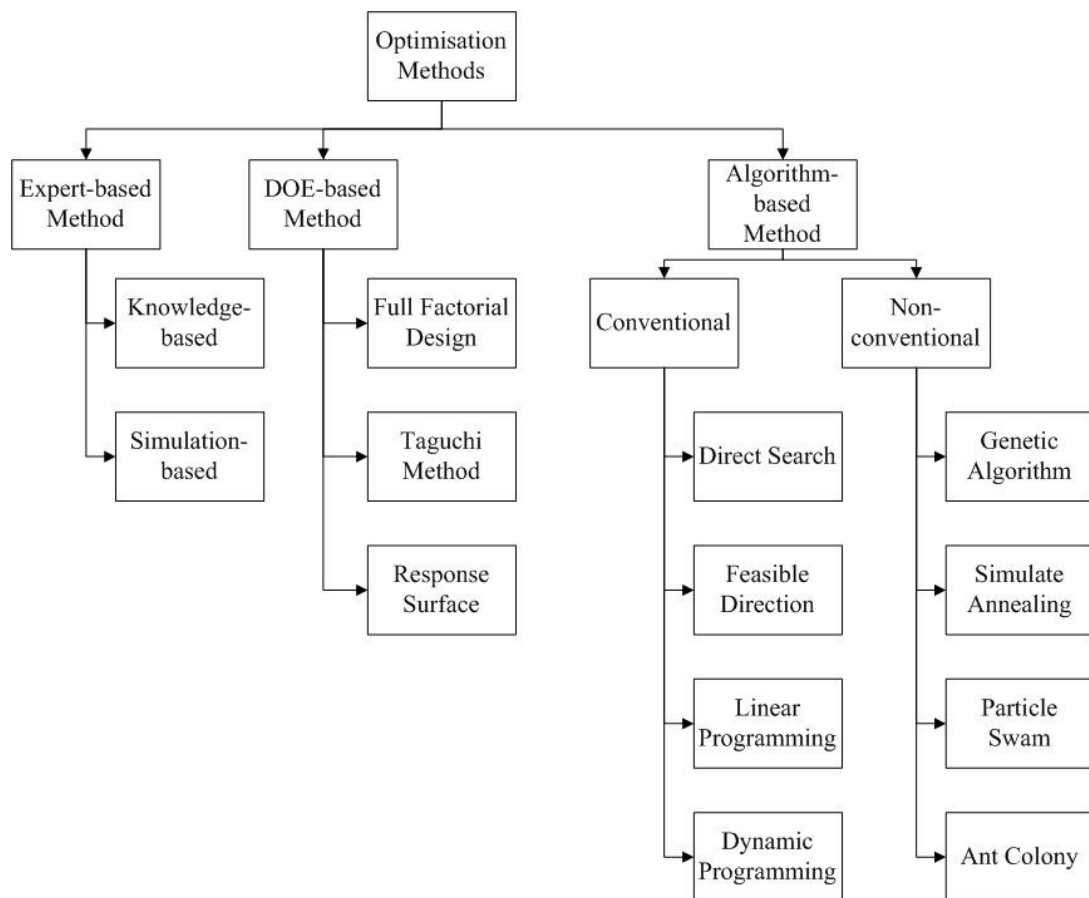 Optimisation
Methods
Expert-based
Method
DOE-based
Method
Algorithm-
based
Method
Knowledge-
based
Full Factorial
Design
Conventional
Non-
conventional
Simulation-
based
Taguchi
Method
Direct Search
Genetic
Algorithm
Response
Surface
Feasible
Direction
Simulate
Annealing
Linear
Programming
Particle
Swam
Dynamic
Programming
Ant Colony